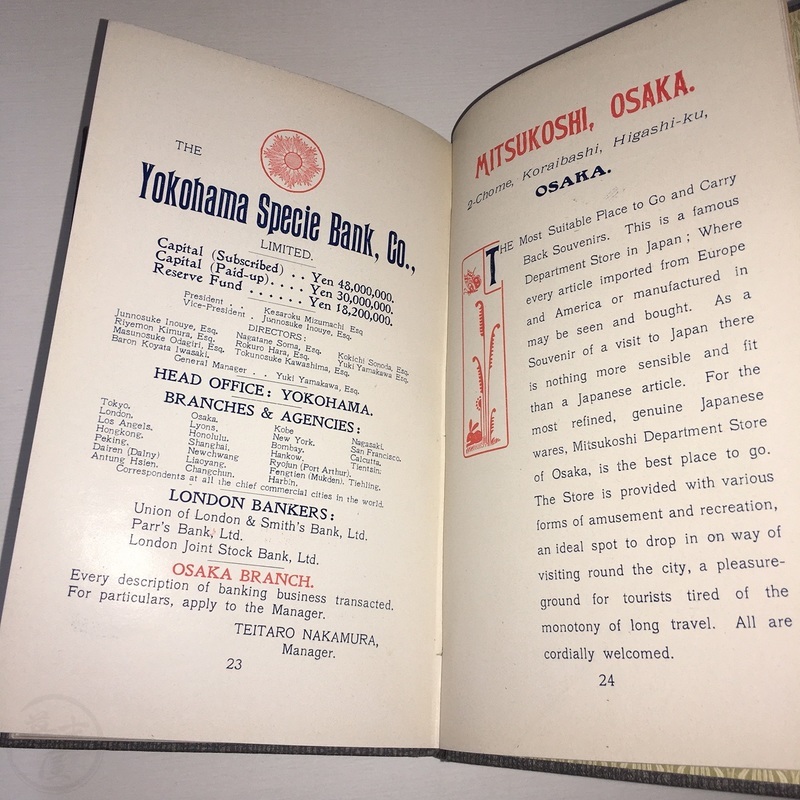 THE
Yokohama Specie Bank, Co.,
LIMITED.
Capital (Subscribed) . . Yen 48,000,000.
Capital (Paid-up). . . . Yen 30,000,000.
Reserve Fund . . . . . . . Yen 18,200,000.
President . . Kesaroku Mizumachi Esq
Vice-President . Junnosuke Inouye, Esq.
DIRECTORS:
Junnosuke Inouye, Esq. Nagatane Soma, Esq. Kokichi Sonoda, Esq.
Riyemon Kimura, Esq. Rokuro Hara, Esq. Yuki Yamakawa Esq.
Masunosuke Odagiri, Esq. Tokunosuke Kawashima, Esq.
Baron Koyata Iwasaki.
General Manager . . Yuki Yamakawa, Esq.
HEAD OFFICE: YOKOHAMA.
BRANCHES & AGENCIES:
Tokyo. Osaka. Kobe Nagasaki.
London. Lyons. New York. San Francisco.
Los Angels. Honolulu. Bombay. Calcutta.
Hongkong. Shanghai. Hankow. Tientsin.
Peking. Newchwang Ryojun (Port Arthur).
Dairen (Dalny) Liaoyang. Fengtien (Mukden). Tiehling.
Antung Hsien. Changchun. Harbin.
Correspondents at all the chief commercial cities in the world.
LONDON BANKERS:
Union of London & Smith's Bank, Ltd.
Parr's Bank, Ltd.
London Joint Stock Bank, Ltd.
OSAKA BRANCH.
Every description of banking business transacted.
For particulars, apply to the Manager.
TEITARO NAKAMURA,
Manager.
23
MITSUKOSHI, OSAKA.
2-Chome, Koraibashi, Higashi-ku,
OSAKA.
THE Most Suitable Place to Go and Carry
Back Souvenirs. This is a famous
Department Store in Japan ; Where
every article imported from Europe
and America or manufactured in
may be seen and bought. As a
Souvenir of a visit to Japan there
is nothing more sensible and fit
than a Japanese article. For the
most refined, genuine Japanese
wares, Mitsukoshi Department Store
of Osaka, is the best place to go.
The Store is provided with various
forms of amusement and recreation,
an ideal spot to drop in on way of
visiting round the city, a pleasure-
ground for tourists tired of the
monotony of long travel. All are
cordially welcomed.
24